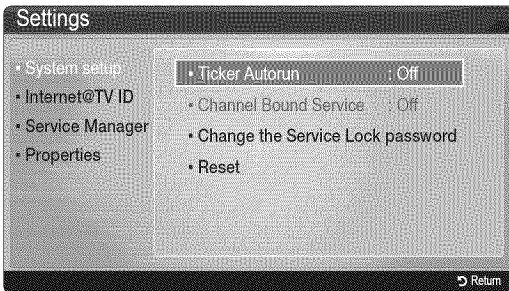 Settings
• System setup
• Internet@TV ID
• Service Manager
• Properties
• Ticker Autorun : Off
• Channel Bound Service : Off
• Change the Service Lock password
• Reset
Return